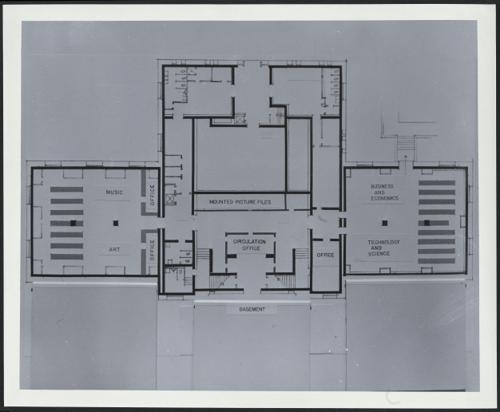 MUSIC
OFFICE
ART
OFFICE
MOUNTED PICTURE FILES
CIRCULATION
OFFICE
OFFICE
BUSINESS
AND
ECONOMICS
TECHNOLOGY
AND
SCIENCE
BASEMENT